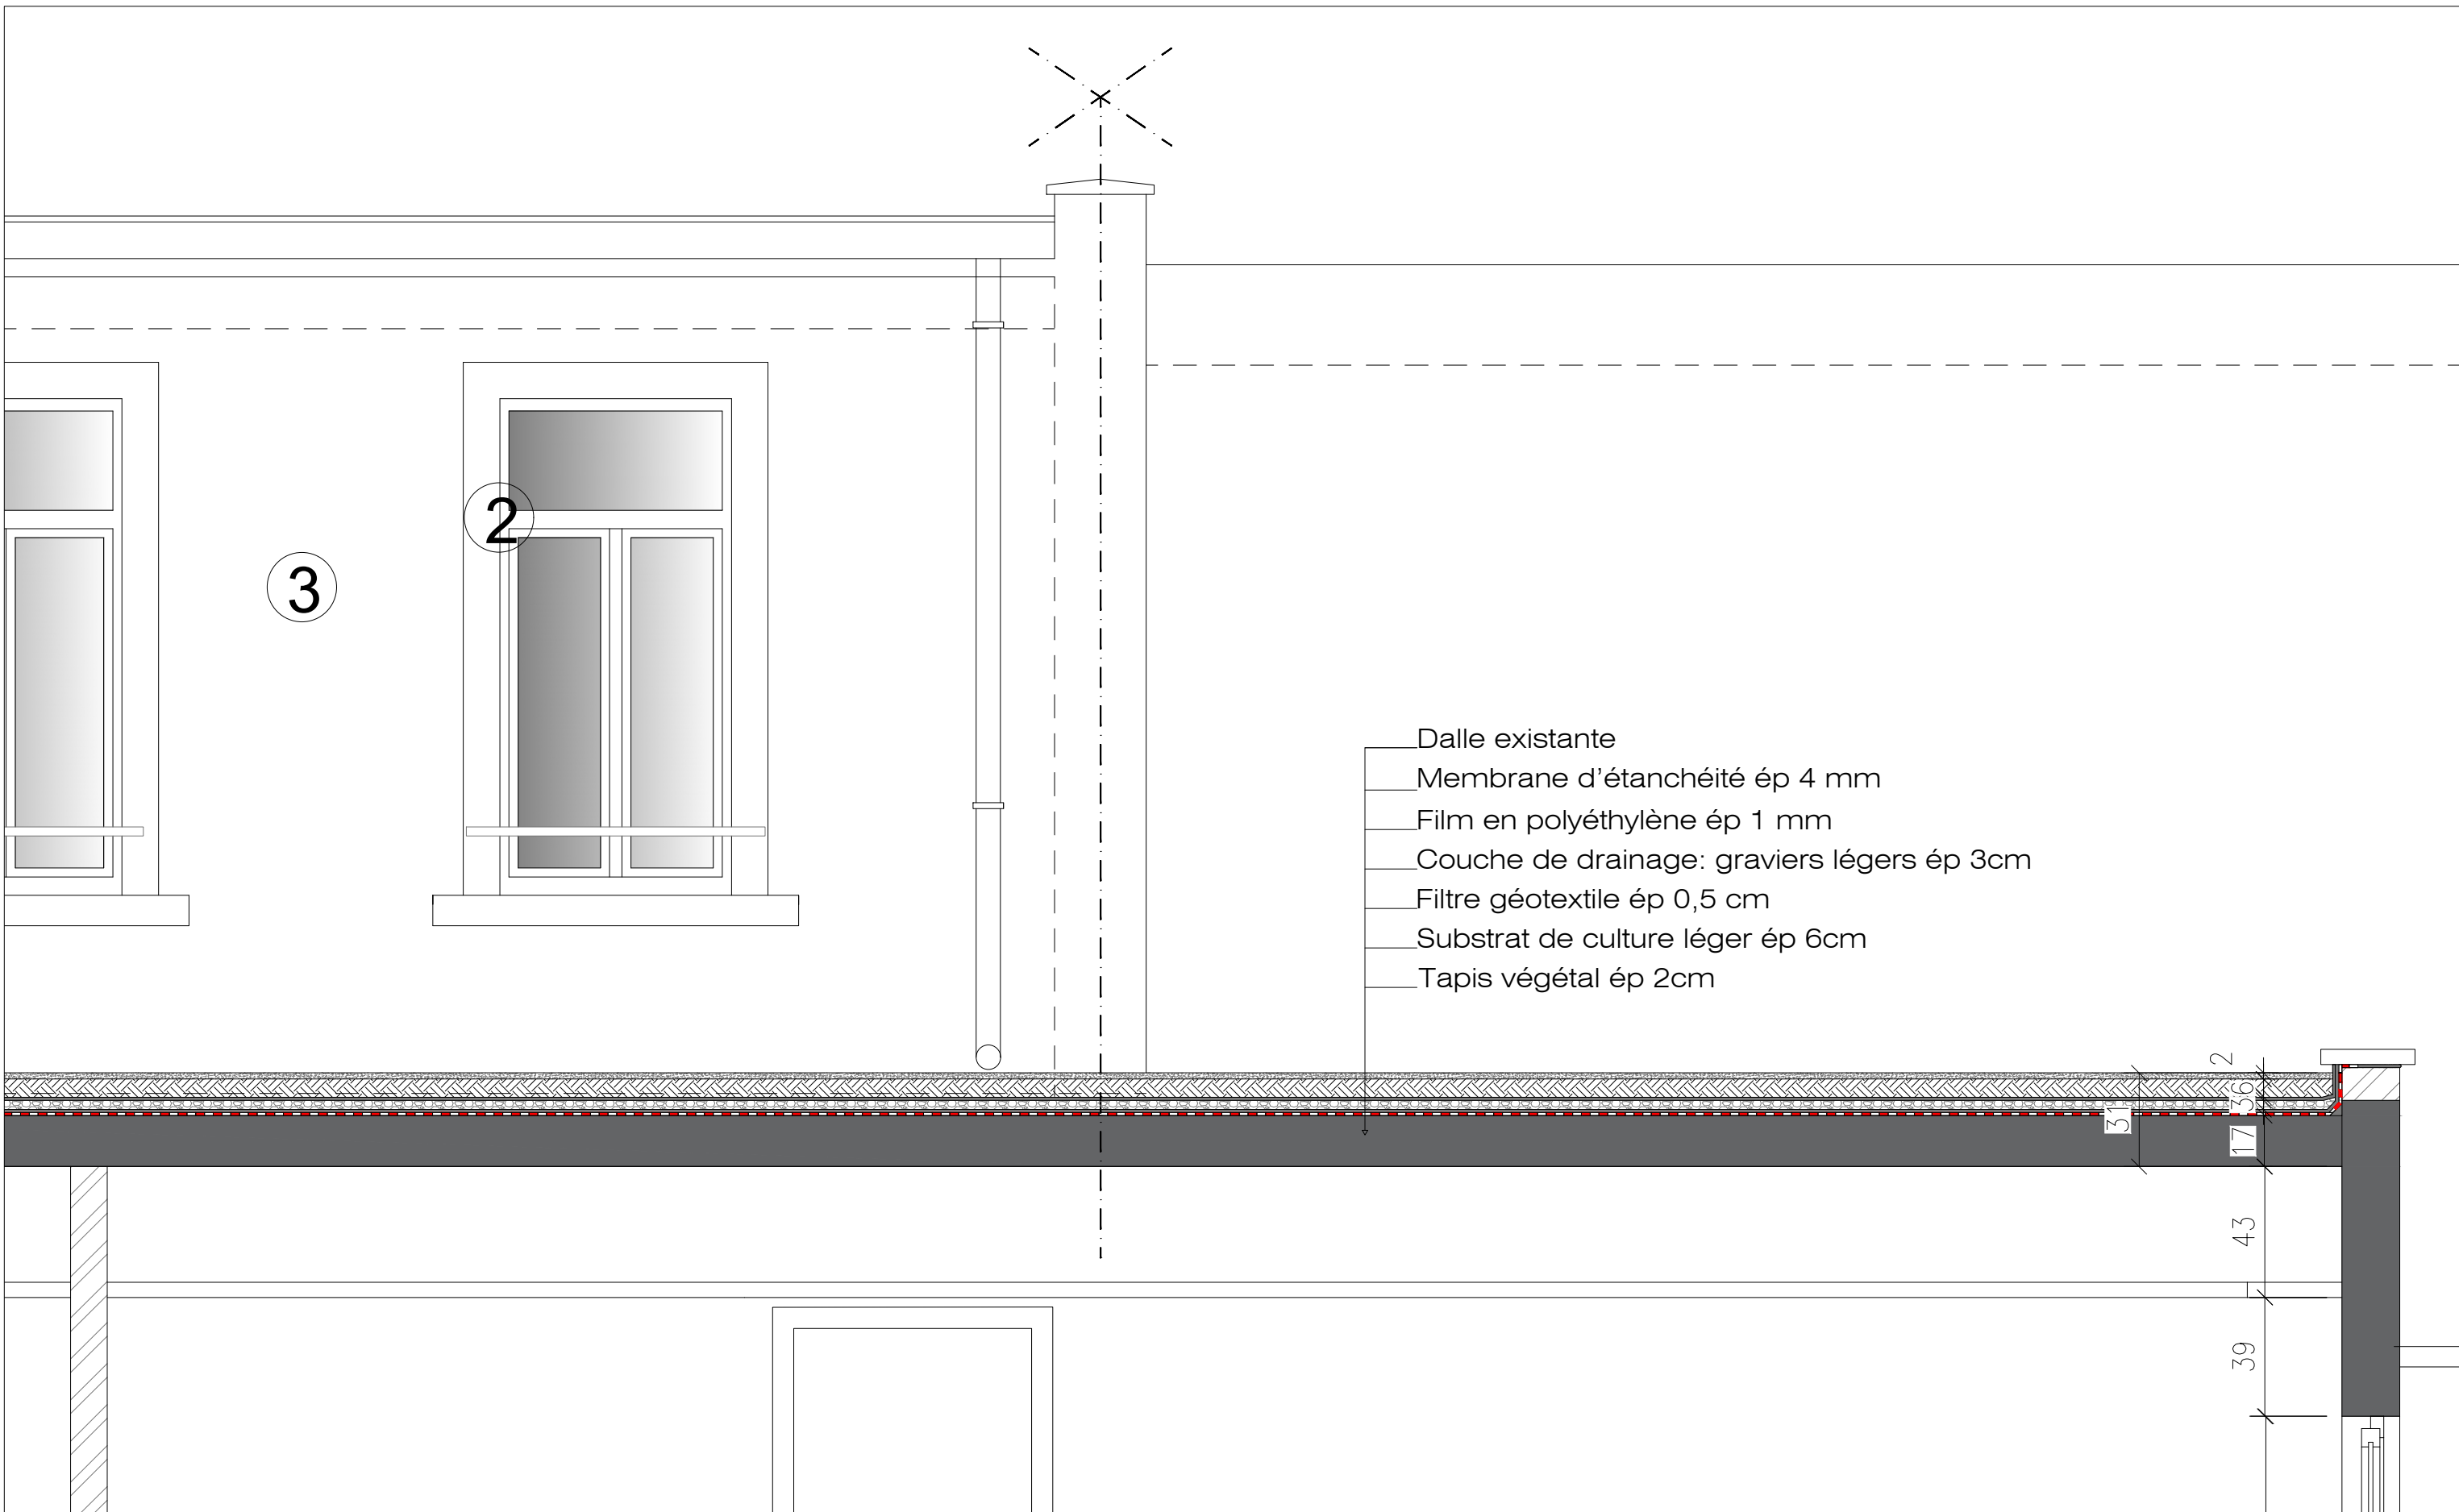 2
3
Dalle existante
Membrane d'étanchéité ép 4 mm
Film en polyéthylène ép 1 mm
Couche de drainage: graviers légers ép 3cm
Filtre géotextile ép 0,5 cm
Substrat de culture léger ép 6cm
Tapis végétal ép 2cm
2
36
31
17
43
39